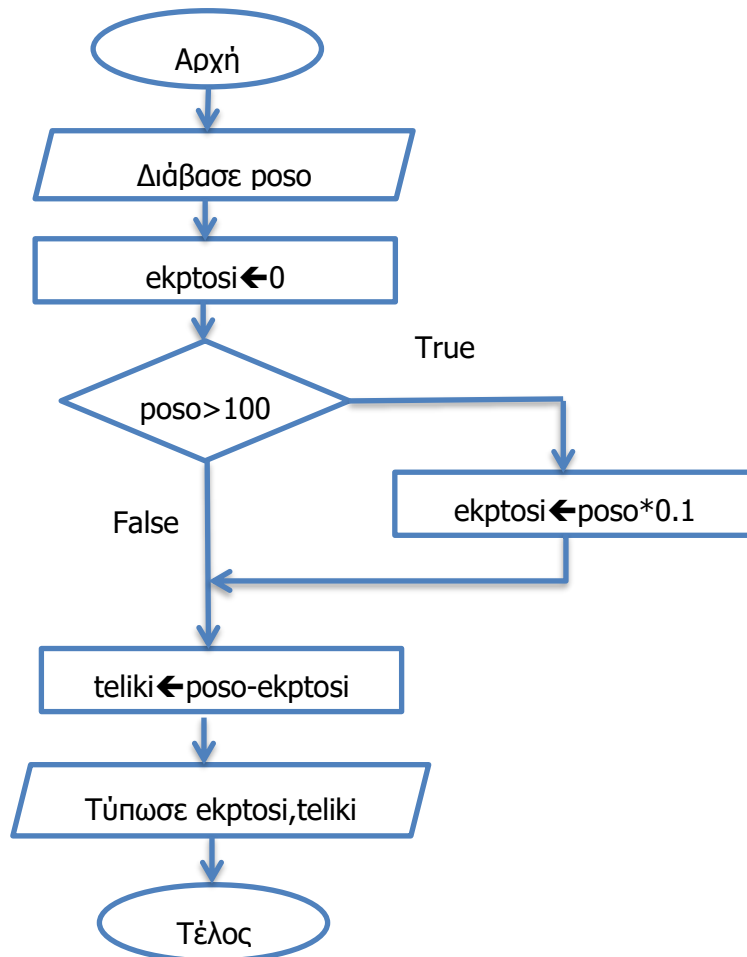 Αρχή
Διάβασε poso
ekptosi🡸0
True
poso>100
ekptosi🡸poso*0.1
False
teliki🡸poso-ekptosi
Τύπωσε ekptosi,teliki
Τέλος